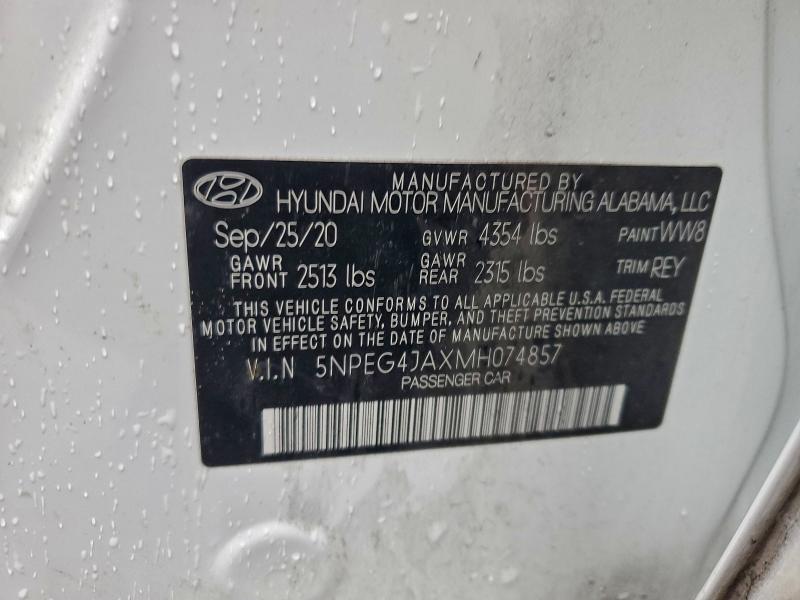 MANUFACTURED BY
HYUNDAI MOTOR MANUFACTURING ALABAMA, LLC
Sep/25/20 GVWR 4354 lbs PAINT WW8
GAWR FRONT 2513 lbs GAWR REAR 2315 lbs TRIM REY
THIS VEHICLE CONFORMS TO ALL APPLICABLE U.S.A. FEDERAL
MOTOR VEHICLE SAFETY, BUMPER, AND THEFT PREVENTION STANDARDS
IN EFFECT ON THE DATE OF MANUFACTURE SHOWN ABOVE.
V.I.N 5NPEG4JAXMH074857
PASSENGER CAR